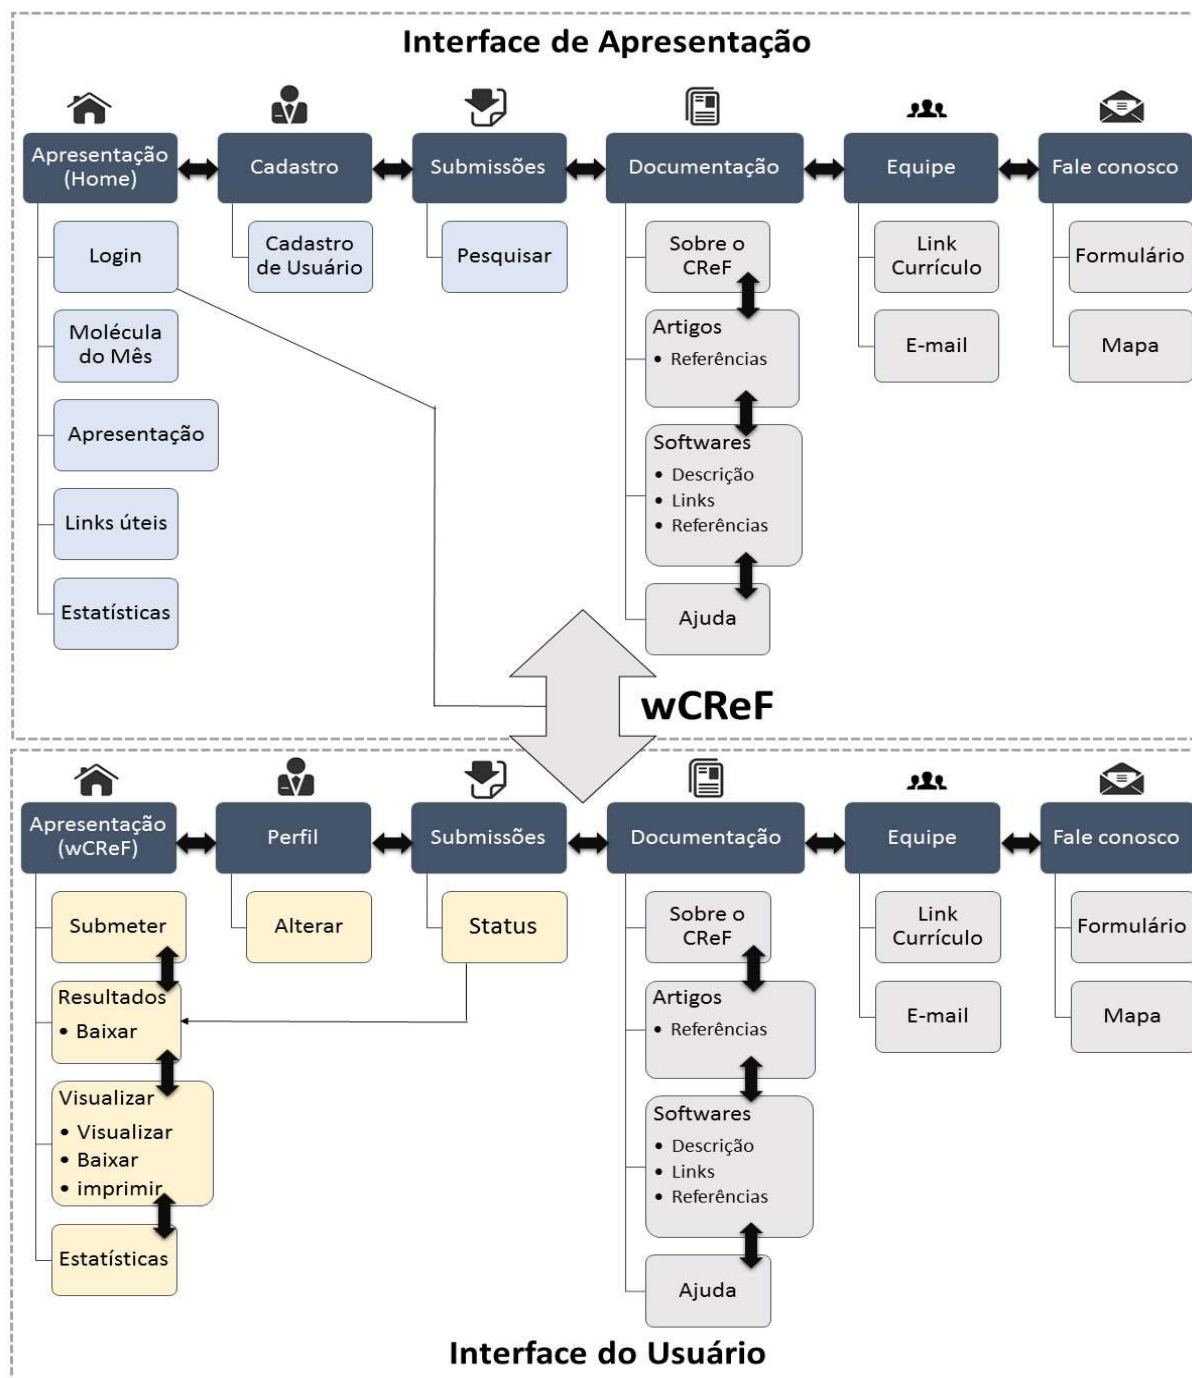 Interface de Apresentação
Apresentação
(Home)
Cadastro
Submissões
Documentação
Equipe
Fale conosco
Login
Molécula
do Mês
Apresentação
Links úteis
Estatísticas
Cadastro
de Usuário
Pesquisar
Sobre o
CReF
Artigos
• Referências
Softwares
• Descrição
• Links
• Referências
Ajuda
Link
Currículo
E-mail
Formulário
Mapa
wCReF
Apresentação
(wCReF)
Perfil
Submissões
Documentação
Equipe
Fale conosco
Submeter
Resultados
• Baixar
Visualizar
• Visualizar
• Baixar
• imprimir
Estatísticas
Alterar
Status
Sobre o
CReF
Artigos
• Referências
Softwares
• Descrição
• Links
• Referências
Ajuda
Link
Currículo
E-mail
Formulário
Mapa
Interface do Usuário